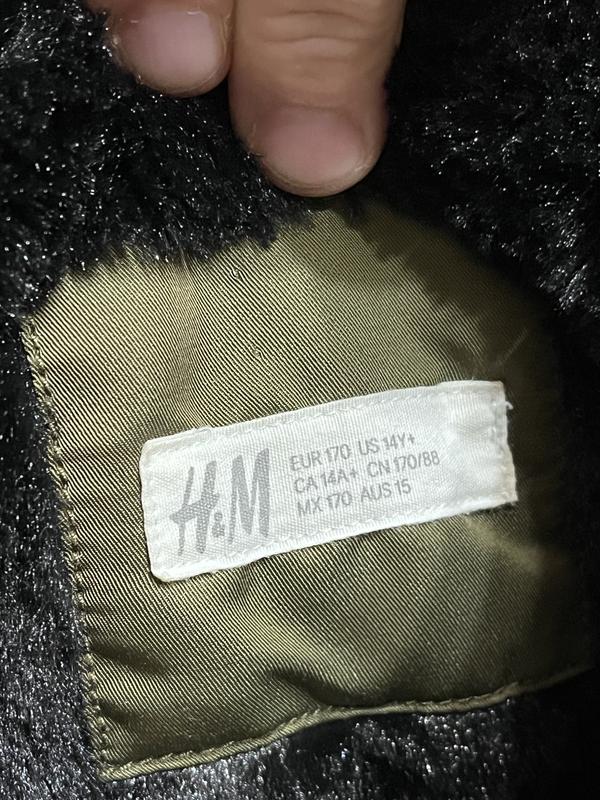 H&M
EUR 170 US 14Y+
CA 14A+ CN 170/88
MX 170 AUS 15